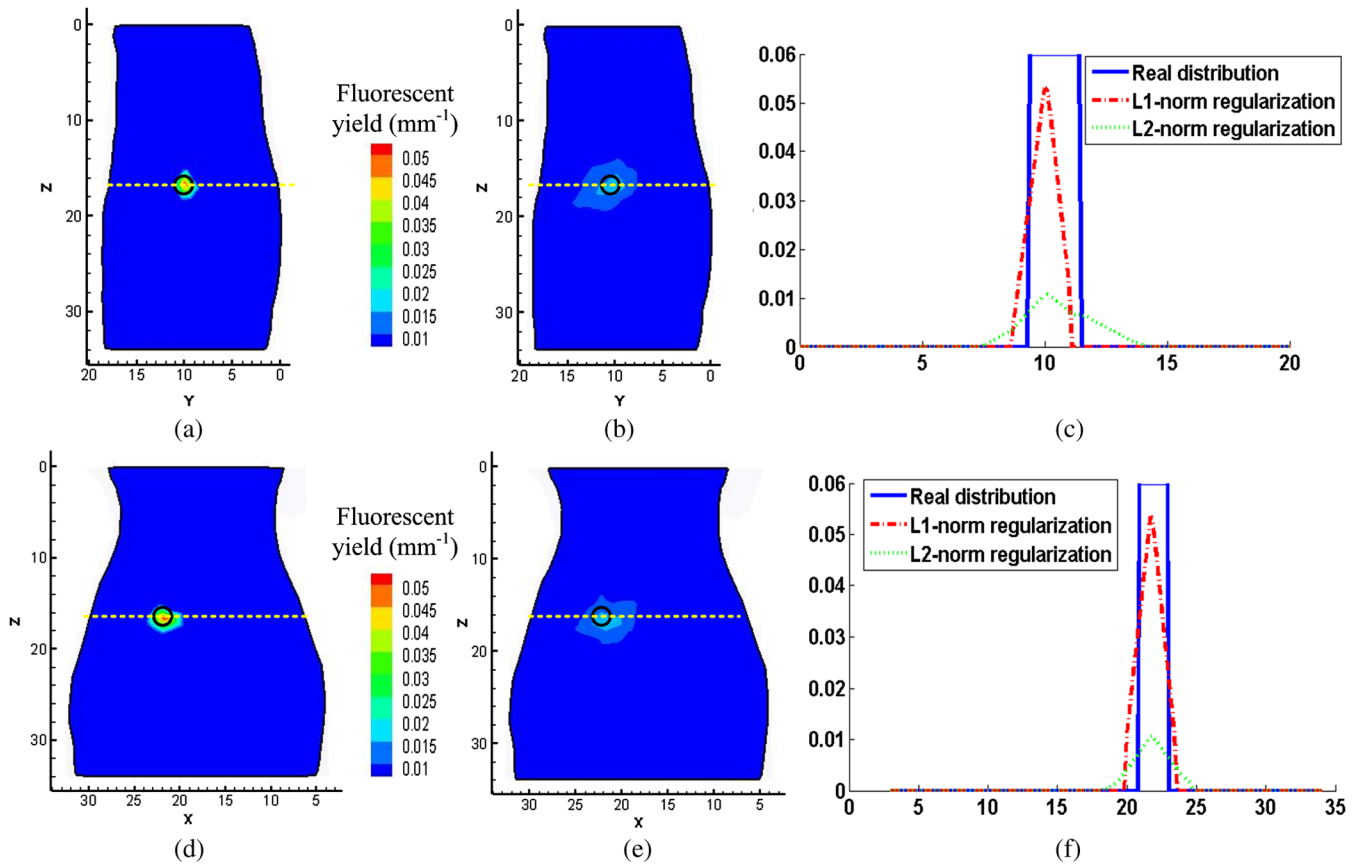 0
10
20
30
Z
20 15 10 5 0
Y
(a)
Fluorescent
yield (mm-1)
0.05
0.045
0.04
0.035
0.03
0.025
0.02
0.015
0.01
0
10
20
30
Z
20 15 10 5 0
Y
(b)
0.06
0.05
0.04
0.03
0.02
0.01
0
0 5 10 15 20
Real distribution
L1-norm regularization
L2-norm regularization
(c)
0
10
20
30
Z
30 25 20 15 10 5
X
(d)
Fluorescent
yield (mm-1)
0.05
0.045
0.04
0.035
0.03
0.025
0.02
0.015
0.01
0
10
20
30
Z
30 25 20 15 10 5
X
(e)
0.06
0.05
0.04
0.03
0.02
0.01
0
0 5 10 15 20 25 30 35
Real distribution
L1-norm regularization
L2-norm regularization
(f)